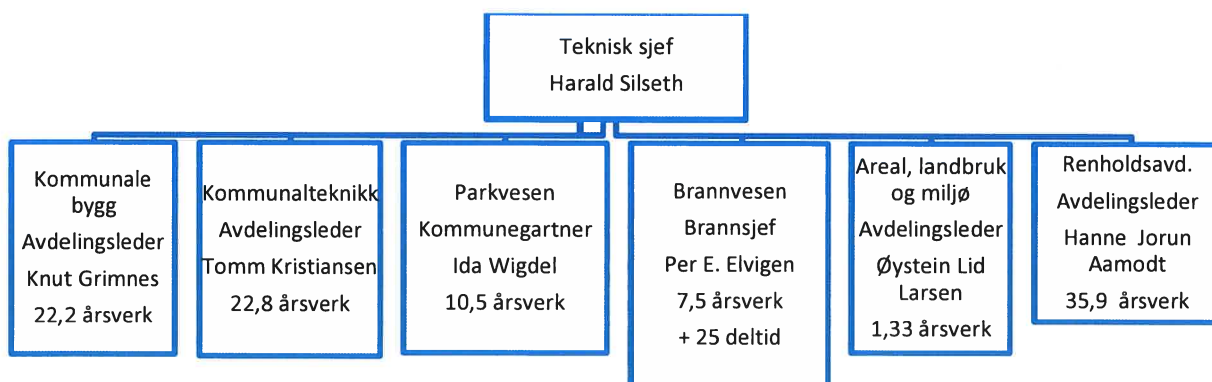 Teknisk sjef
Harald Silseth
Kommunale
bygg
Avdelingsleder
Knut Grimnes
22,2 årsverk
Kommunalteknikk
Avdelingsleder
Tomm Kristiansen
22,8 årsverk
Parkvesen
Kommunegartner
Ida Wigdel
10,5 årsverk
Brannvesen
Brannsjef
Per E. Elvigen
7,5 årsverk
+ 25 deltid
Areal, landbruk
og miljø
Avdelingsleder
Øystein Lid
Larsen
1,33 årsverk
Renholdsavd.
Avdelingsleder
Hanne Jorun
Aamodt
35,9 årsverk